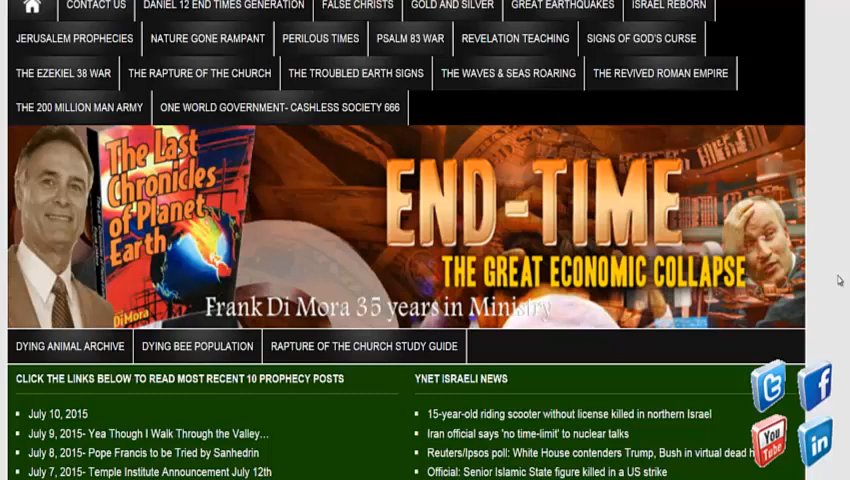 CONTACT US DANIEL 12 END TIMES GENERATION FALSE CHRISTS GOLD AND SILVER GREAT EARTHQUAKES ISRAEL REBORN
JERUSALEM PROPHECIES NATURE GONE RAMPANT PERILOUS TIMES PSALM 83 WAR REVELATION TEACHING SIGNS OF GOD'S CURSE
THE EZEKIEL 38 WAR THE RAPTURE OF THE CHURCH THE TROUBLED EARTH SIGNS THE WAVES & SEAS ROARING THE REVIVED ROMAN EMPIRE
THE 200 MILLION MAN ARMY ONE WORLD GOVERNMENT- CASHLESS SOCIETY 666
The Last
Chronicles
of Planet
Earth
DiMora
END-TIME
THE GREAT ECONOMIC COLLAPSE
Frank Di Mora 35 years in Ministry
DYING ANIMAL ARCHIVE DYING BEE POPULATION RAPTURE OF THE CHURCH STUDY GUIDE
CLICK THE LINKS BELOW TO READ MOST RECENT 10 PROPHECY POSTS
July 10, 2015
July 9, 2015- Yea Though I Walk Through the Valley…
July 8, 2015- Pope Francis to be Tried by Sanhedrin
July 7, 2015- Temple Institute Announcement July 12th
YNET ISRAELI NEWS
15-year-old riding scooter without license killed in northern Israel
Iran official says 'no time-limit' to nuclear talks
Reuters/Ipsos poll: White House contenders Trump, Bush in virtual dead h
Official: Senior Islamic State figure killed in a US strike
You
Tube
in